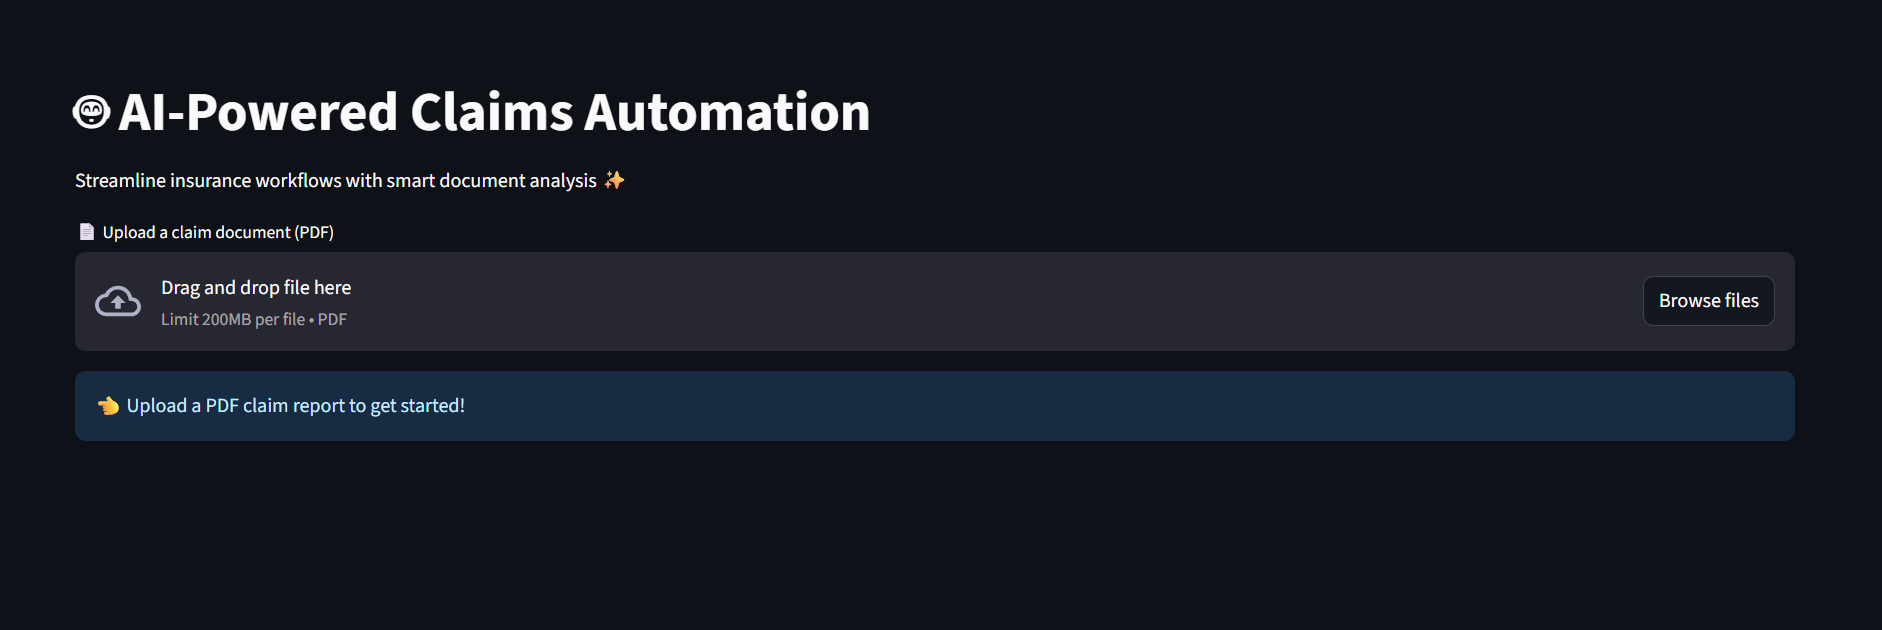 AI-Powered Claims Automation
Streamline insurance workflows with smart document analysis ✨
📄 Upload a claim document (PDF)
Drag and drop file here
Limit 200MB per file • PDF
Browse files
👈 Upload a PDF claim report to get started!